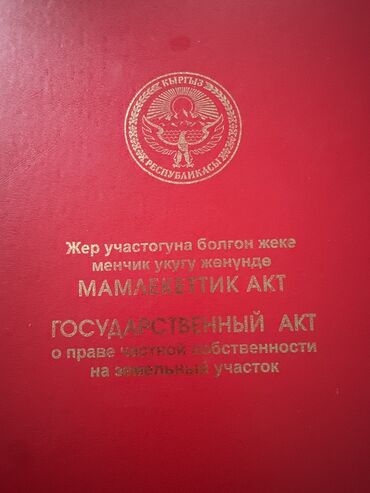 КЫРГЫЗ
РЕСПУБЛИКАСЫ
Жер участогуна болгон жеке
менчик укугу жөнүндө
МАМЛЕКЕТТИК АКТ
ГОСУДАРСТВЕННЫЙ АКТ
о праве частной собственности
на земельный участок